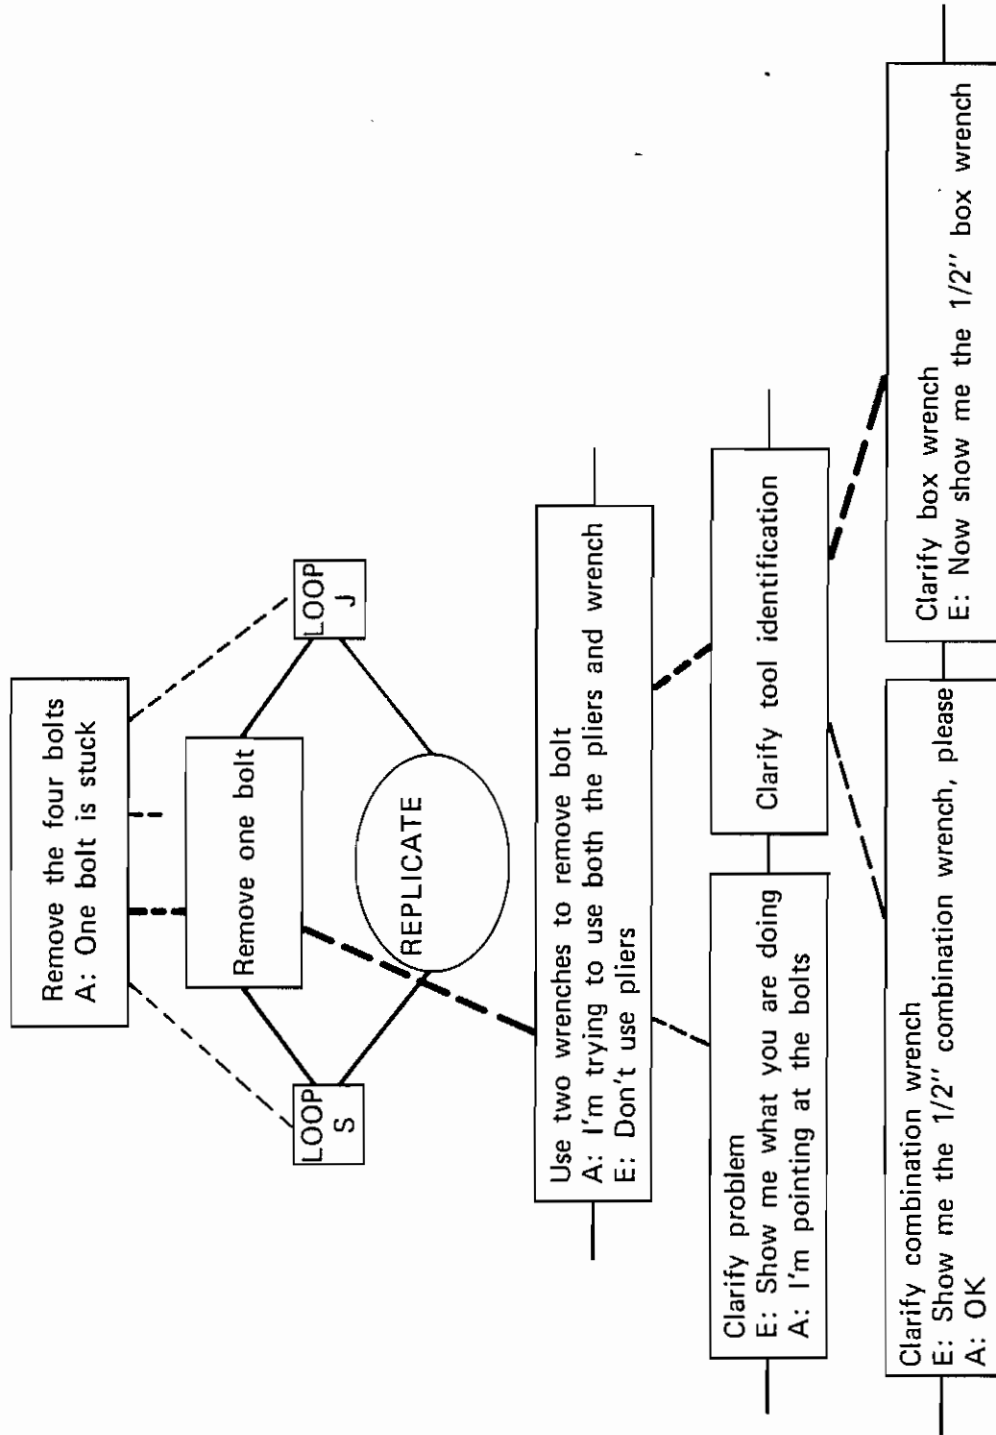 Remove the four bolts
A: One bolt is stuck
LOOP
S
Remove one bolt
LOOP
J
REPLICATE
Use two wrenches to remove bolt
A: I'm trying to use both the pliers and wrench
E: Don't use pliers
Clarify problem
E: Show me what you are doing
A: I'm pointing at the bolts
Clarify tool identification
Clarify combination wrench
E: Show me the 1/2" combination wrench, please
A: OK
Clarify box wrench
E: Now show me the 1/2" box wrench